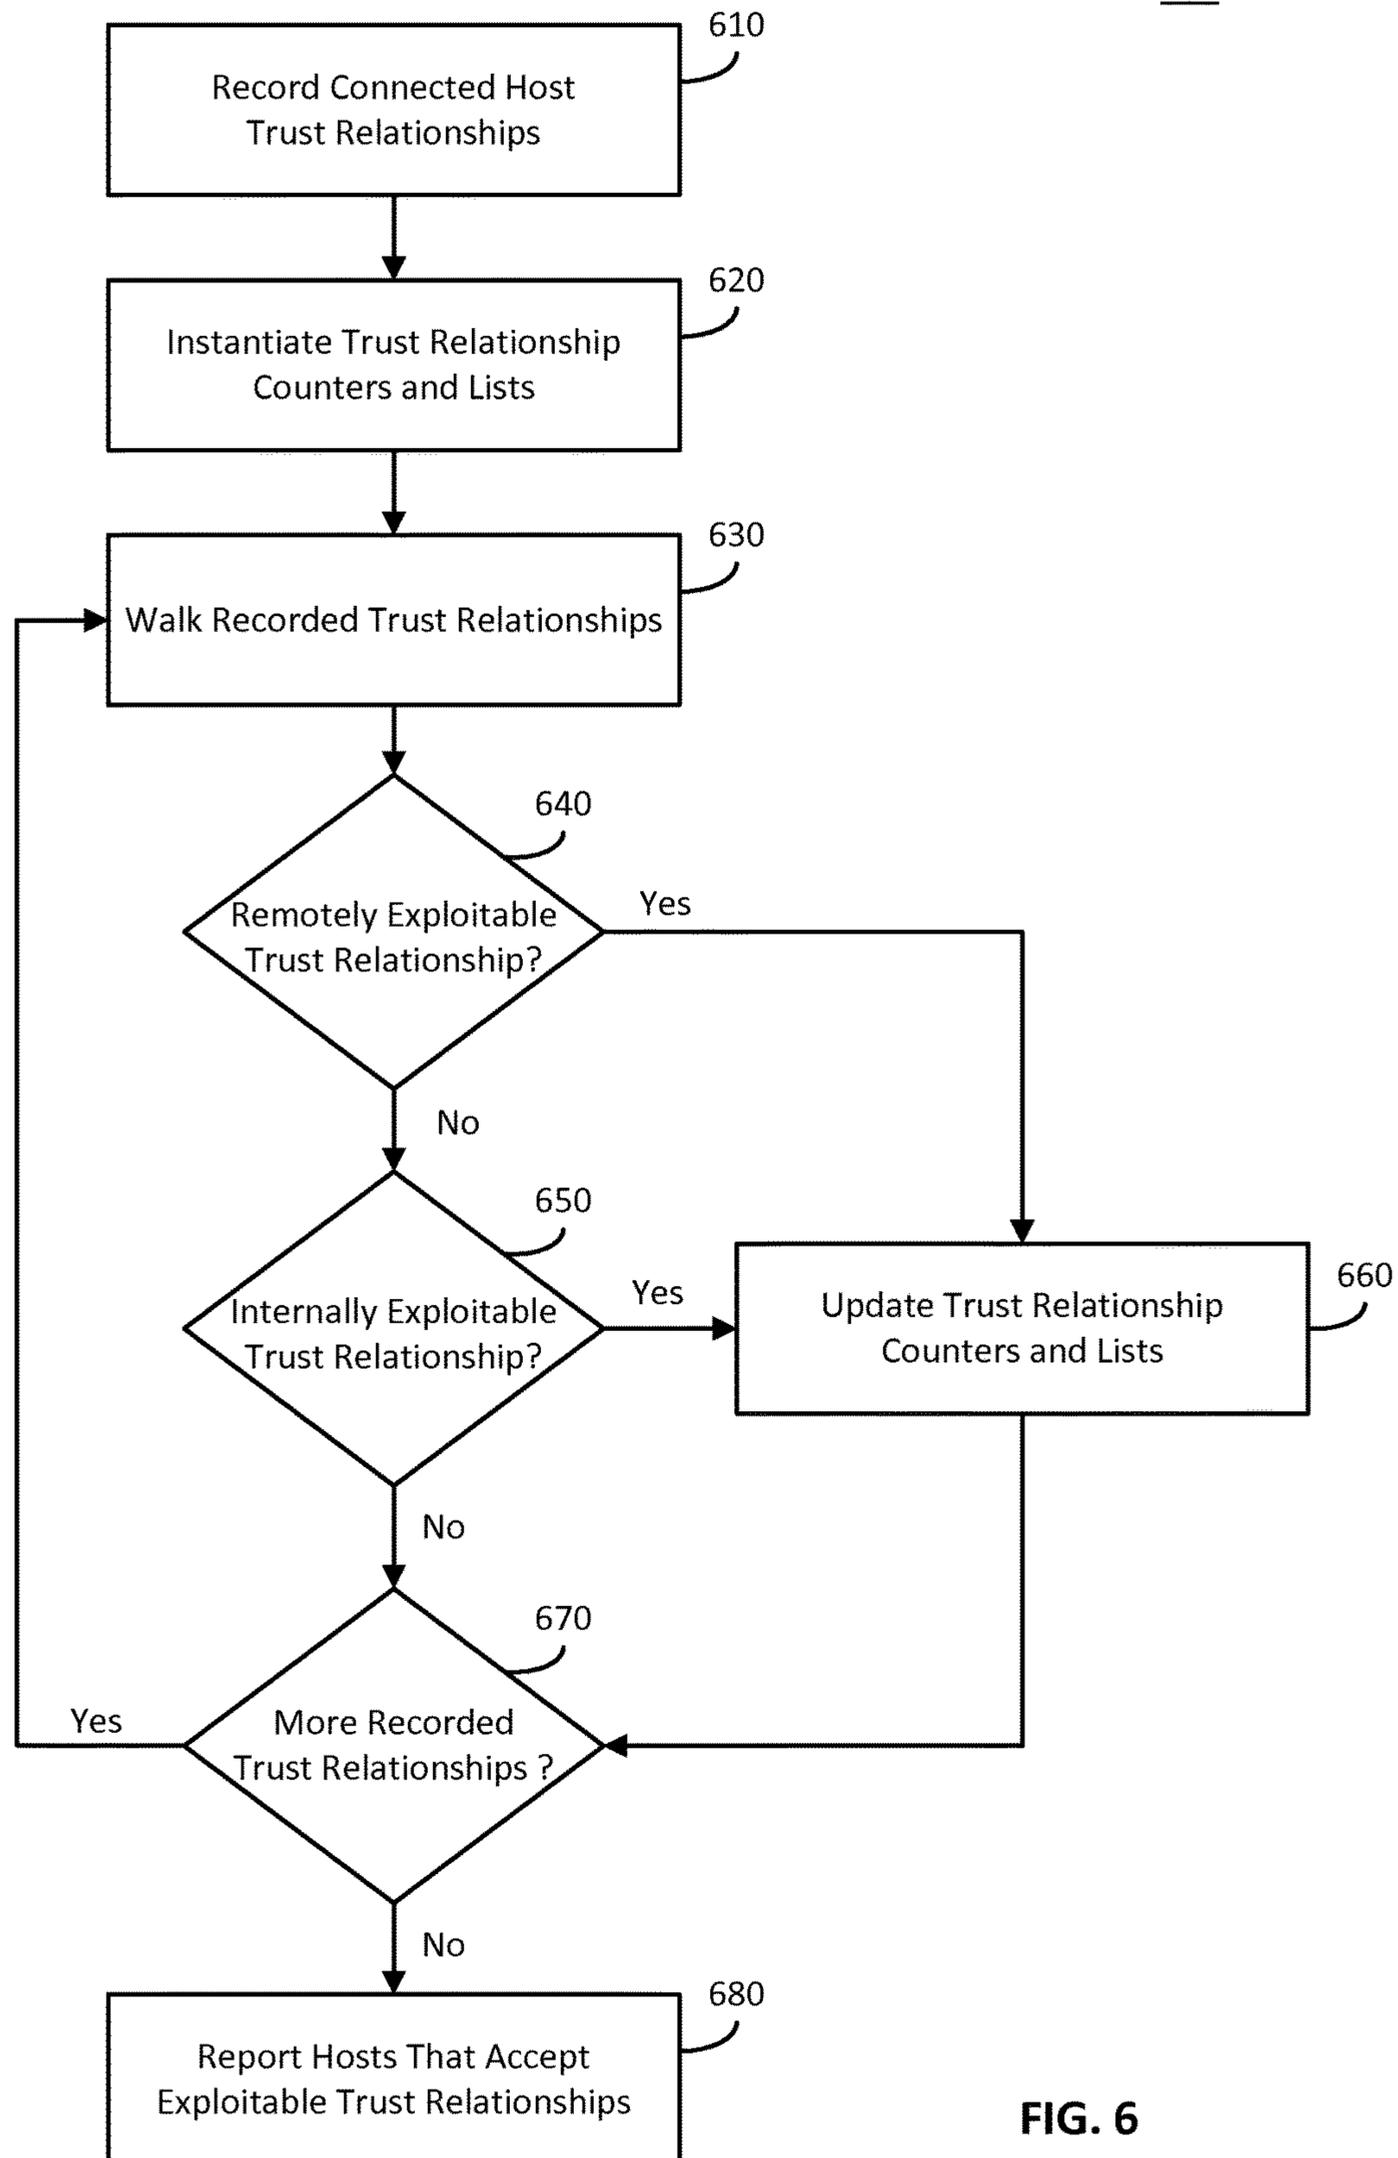 610
Record Connected Host
Trust Relationships
620
Instantiate Trust Relationship
Counters and Lists
630
Walk Recorded Trust Relationships
640
Remotely Exploitable
Trust Relationship?
Yes
No
650
Internally Exploitable
Trust Relationship?
Yes
660
Update Trust Relationship
Counters and Lists
No
670
More Recorded
Trust Relationships ?
Yes
No
680
Report Hosts That Accept
Exploitable Trust Relationships
FIG. 6